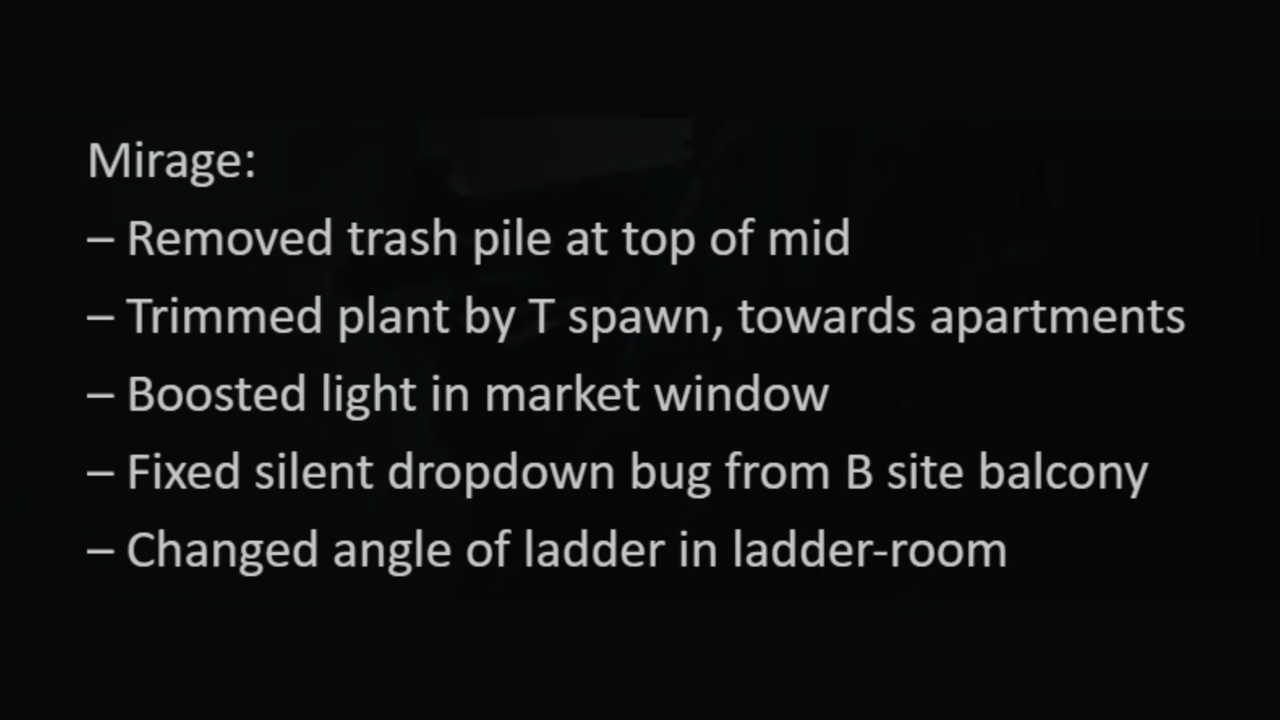 Mirage:
– Removed trash pile at top of mid
– Trimmed plant by T spawn, towards apartments
– Boosted light in market window
– Fixed silent dropdown bug from B site balcony
– Changed angle of ladder in ladder-room